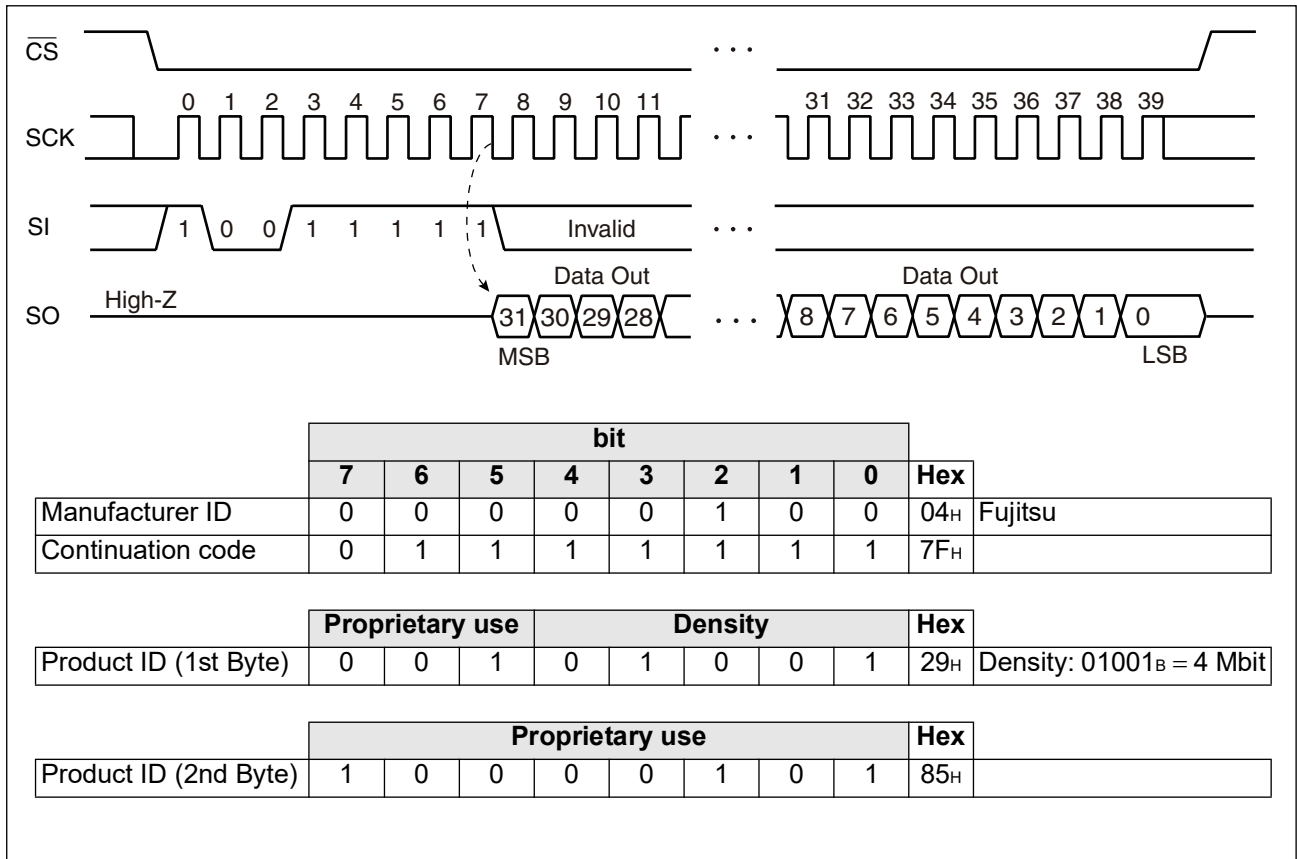 CS
0 1 2 3 4 5 6 7 8 9 10 11 31 32 33 34 35 36 37 38 39
SCK
SI 1 0 0 1 1 1 1 1 Invalid
Data Out Data Out
High-Z
SO 31 30 29 28 8 7 6 5 4 3 2 1 0
MSB LSB
bit
7 6 5 4 3 2 1 0 Hex
Manufacturer ID 0 0 0 0 0 1 0 0 04H Fujitsu
Continuation code 0 1 1 1 1 1 1 1 7FH
Proprietary use Density Hex
Product ID (1st Byte) 0 0 1 0 1 0 0 1 29H Density: 01001B = 4 Mbit
Proprietary use Hex
Product ID (2nd Byte) 1 0 0 0 0 1 0 1 85H